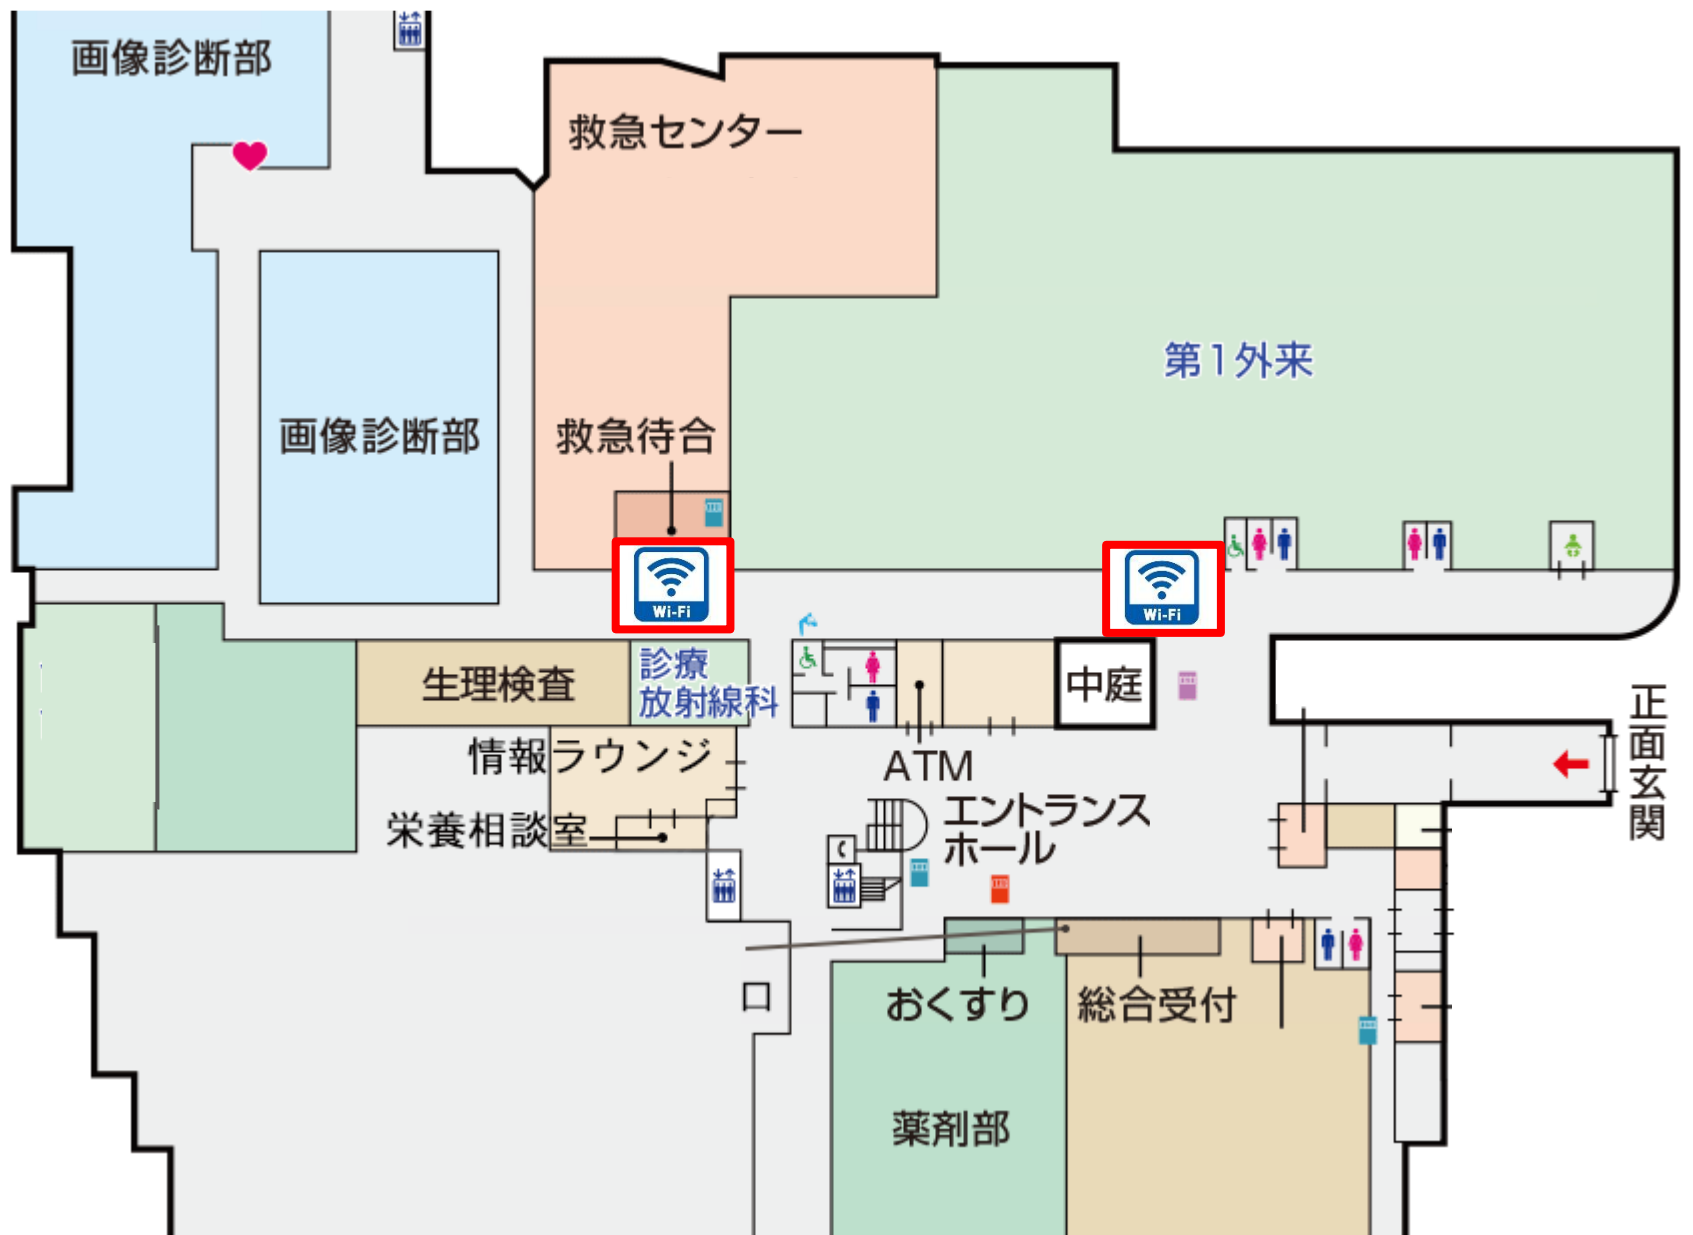 画像診断部
救急センター
第1外来
画像診断部
救急待合
Wi-Fi
Wi-Fi
生理検査
診療
放射線科
中庭
正面玄関
情報ラウンジ
ATM
エントランス
ホール
栄養相談室
口
おくすり
総合受付
薬剤部